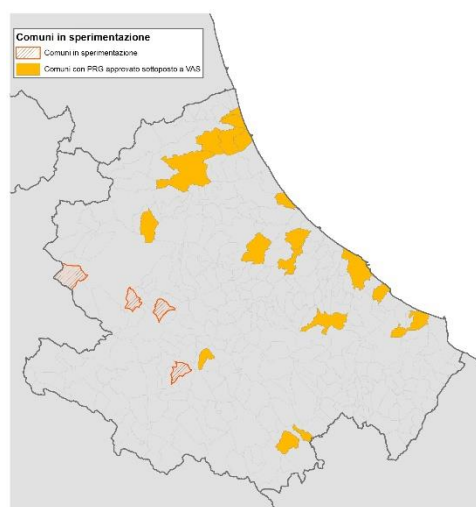 Comuni in sperimentazione
Comuni in sperimentazione
Comuni con PRG approvato sottoposto a VAS